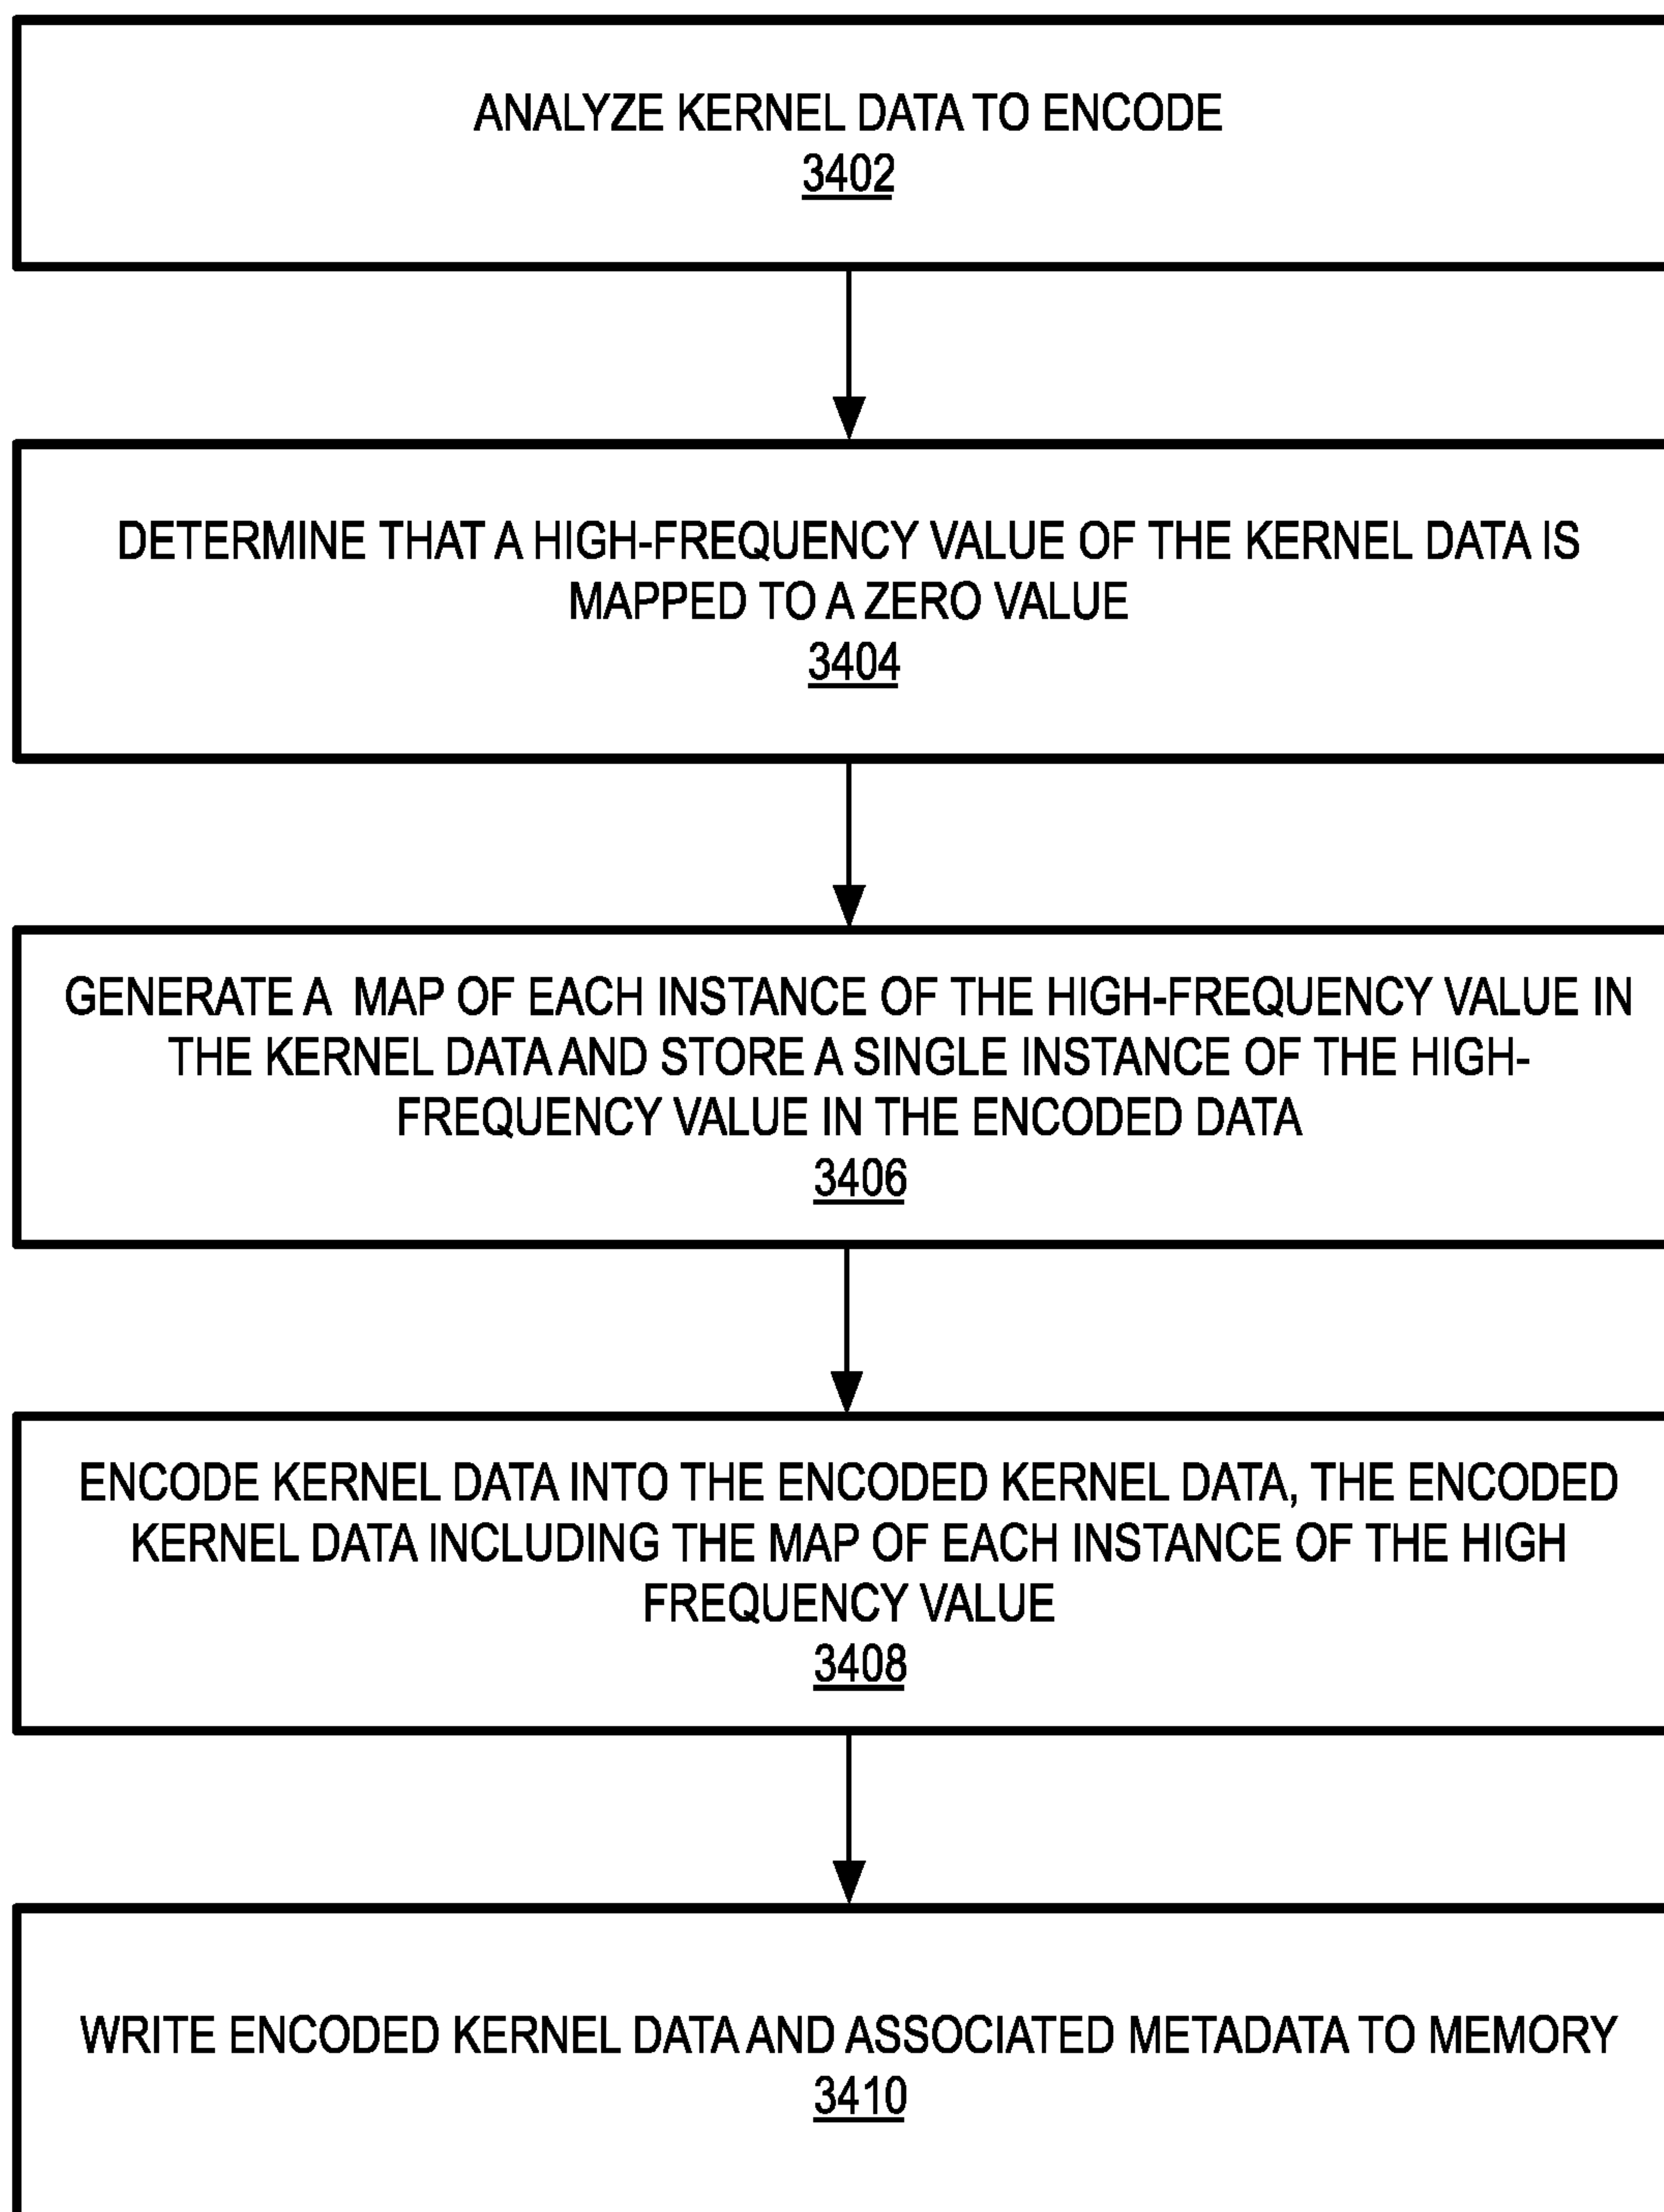 ANALYZE KERNEL DATA TO ENCODE
3402
DETERMINE THAT A HIGH-FREQUENCY VALUE OF THE KERNEL DATA IS
MAPPED TO A ZERO VALUE
3404
GENERATE A MAP OF EACH INSTANCE OF THE HIGH-FREQUENCY VALUE IN
THE KERNEL DATA AND STORE A SINGLE INSTANCE OF THE HIGH-
FREQUENCY VALUE IN THE ENCODED DATA
3406
ENCODE KERNEL DATA INTO THE ENCODED KERNEL DATA, THE ENCODED
KERNEL DATA INCLUDING THE MAP OF EACH INSTANCE OF THE HIGH
FREQUENCY VALUE
3408
WRITE ENCODED KERNEL DATA AND ASSOCIATED METADATA TO MEMORY
3410